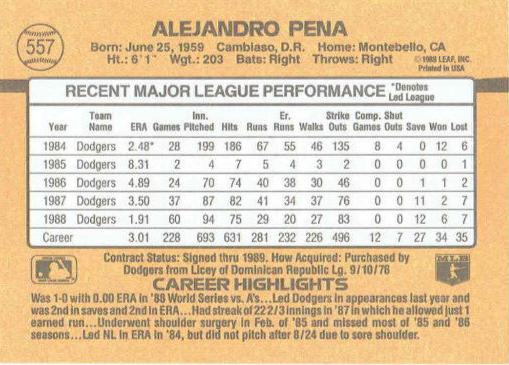 557
ALEJANDRO PENA
Born: June 25, 1959 Cambiaso, D.R. Home: Montebello, CA
Ht.: 6'1" Wgt.: 203 Bats: Right Throws: Right
©1988 LEAF, INC.
Printed in USA
RECENT MAJOR LEAGUE PERFORMANCE *Denotes Led League
Year Team Name ERA Games Inn. Pitched Hits Runs Er. Runs Walks Strike Outs Comp. Games Shut Outs Save Won Lost
1984 Dodgers 2.48* 28 199 186 67 55 46 135 8 4 0 12 6
1985 Dodgers 8.31 2 4 7 5 4 3 2 0 0 0 0 1
1986 Dodgers 4.89 24 70 74 40 38 30 46 0 0 1 1 2
1987 Dodgers 3.50 37 87 82 41 34 37 76 0 0 11 2 7
1988 Dodgers 1.91 60 94 75 29 20 27 83 0 0 12 6 7
Career 3.01 228 693 631 281 232 226 496 12 7 27 34 35
Contract Status: Signed thru 1989. How Acquired: Purchased by
Dodgers from Licey of Dominican Republic Lg. 9/10/78
MLB
CAREER HIGHLIGHTS
Was 1-0 with 0.00 ERA in '88 World Series vs. A's...Led Dodgers in appearances last year and
was 2nd in saves and 2nd in ERA...Had streak of 22 2/3 innings in '87 in which he allowed just 1
earned run...Underwent shoulder surgery in Feb. of '85 and missed most of '85 and '86
seasons...Led NL in ERA in '84, but did not pitch after 8/24 due to sore shoulder.